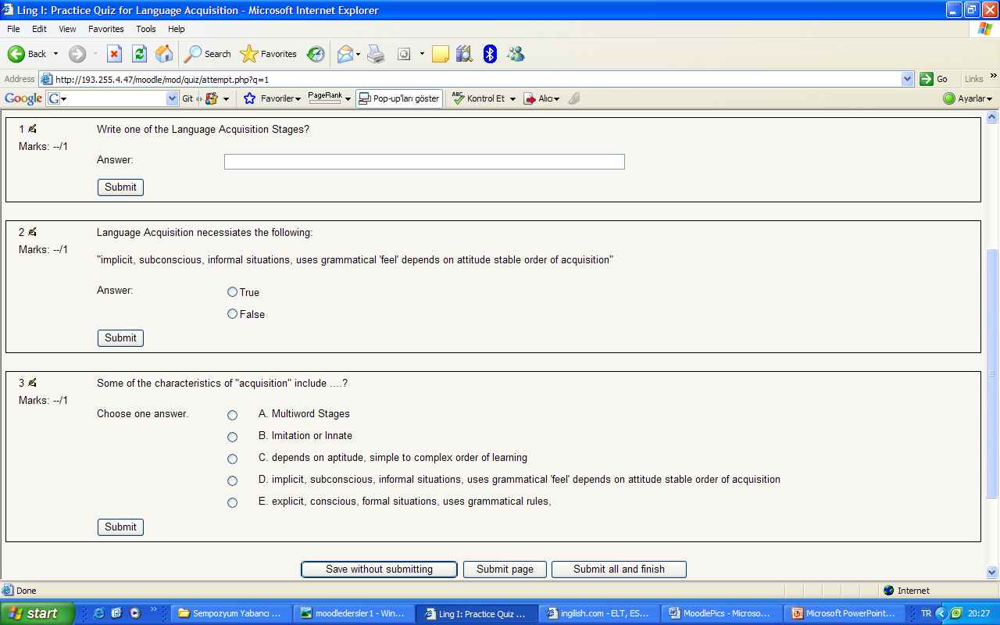 Ling I: Practice Quiz for Language Acquisition - Microsoft Internet Explorer
File Edit View Favorites Tools Help
Back Search Favorites
Address http://193.255.4.47/moodle/mod/quiz/attempt.php?q=1 Go Links »
Google G Git Favoriler PageRank Pop-up'ları göster ABC Kontrol Et Alıcı Ayarlar
1
Write one of the Language Acquisition Stages?
Marks: --/1
Answer:
Submit
2
Language Acquisition necessiates the following:
Marks: --/1
"implicit, subconscious, informal situations, uses grammatical 'feel' depends on attitude stable order of acquisition"
Answer:
True
False
Submit
3
Some of the characteristics of "acquisition" include ....?
Marks: --/1
Choose one answer.
A. Multiword Stages
B. Imitation or Innate
C. depends on aptitude, simple to complex order of learning
D. implicit, subconscious, informal situations, uses grammatical 'feel' depends on attitude stable order of acquisition
E. explicit, conscious, formal situations, uses grammatical rules,
Submit
Save without submitting Submit page Submit all and finish
Done Internet
start » Sempozyum Yabancı ... moodledersler1 - Win... Ling I: Practice Quiz ... ingilish.com - ELT, ES... MoodlePics - Microso... Microsoft PowerPoint... TR 20:27